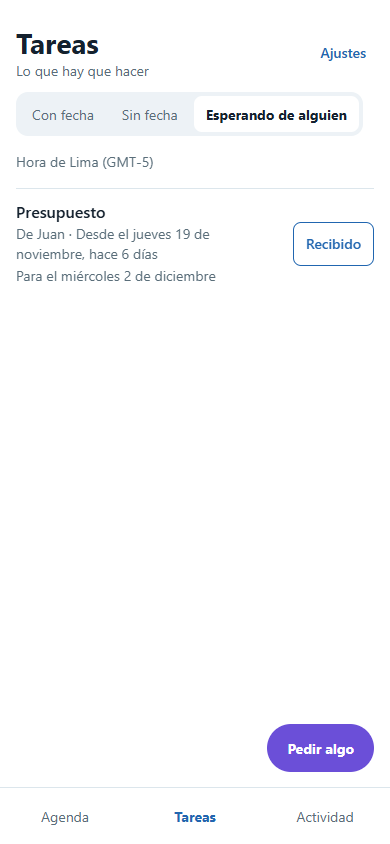 Tareas
Ajustes
Lo que hay que hacer
Con fecha
Sin fecha
Esperando de alguien
Hora de Lima (GMT-5)
Presupuesto
De Juan · Desde el jueves 19 de
noviembre, hace 6 días
Para el miércoles 2 de diciembre
Recibido
Pedir algo
Agenda
Tareas
Actividad